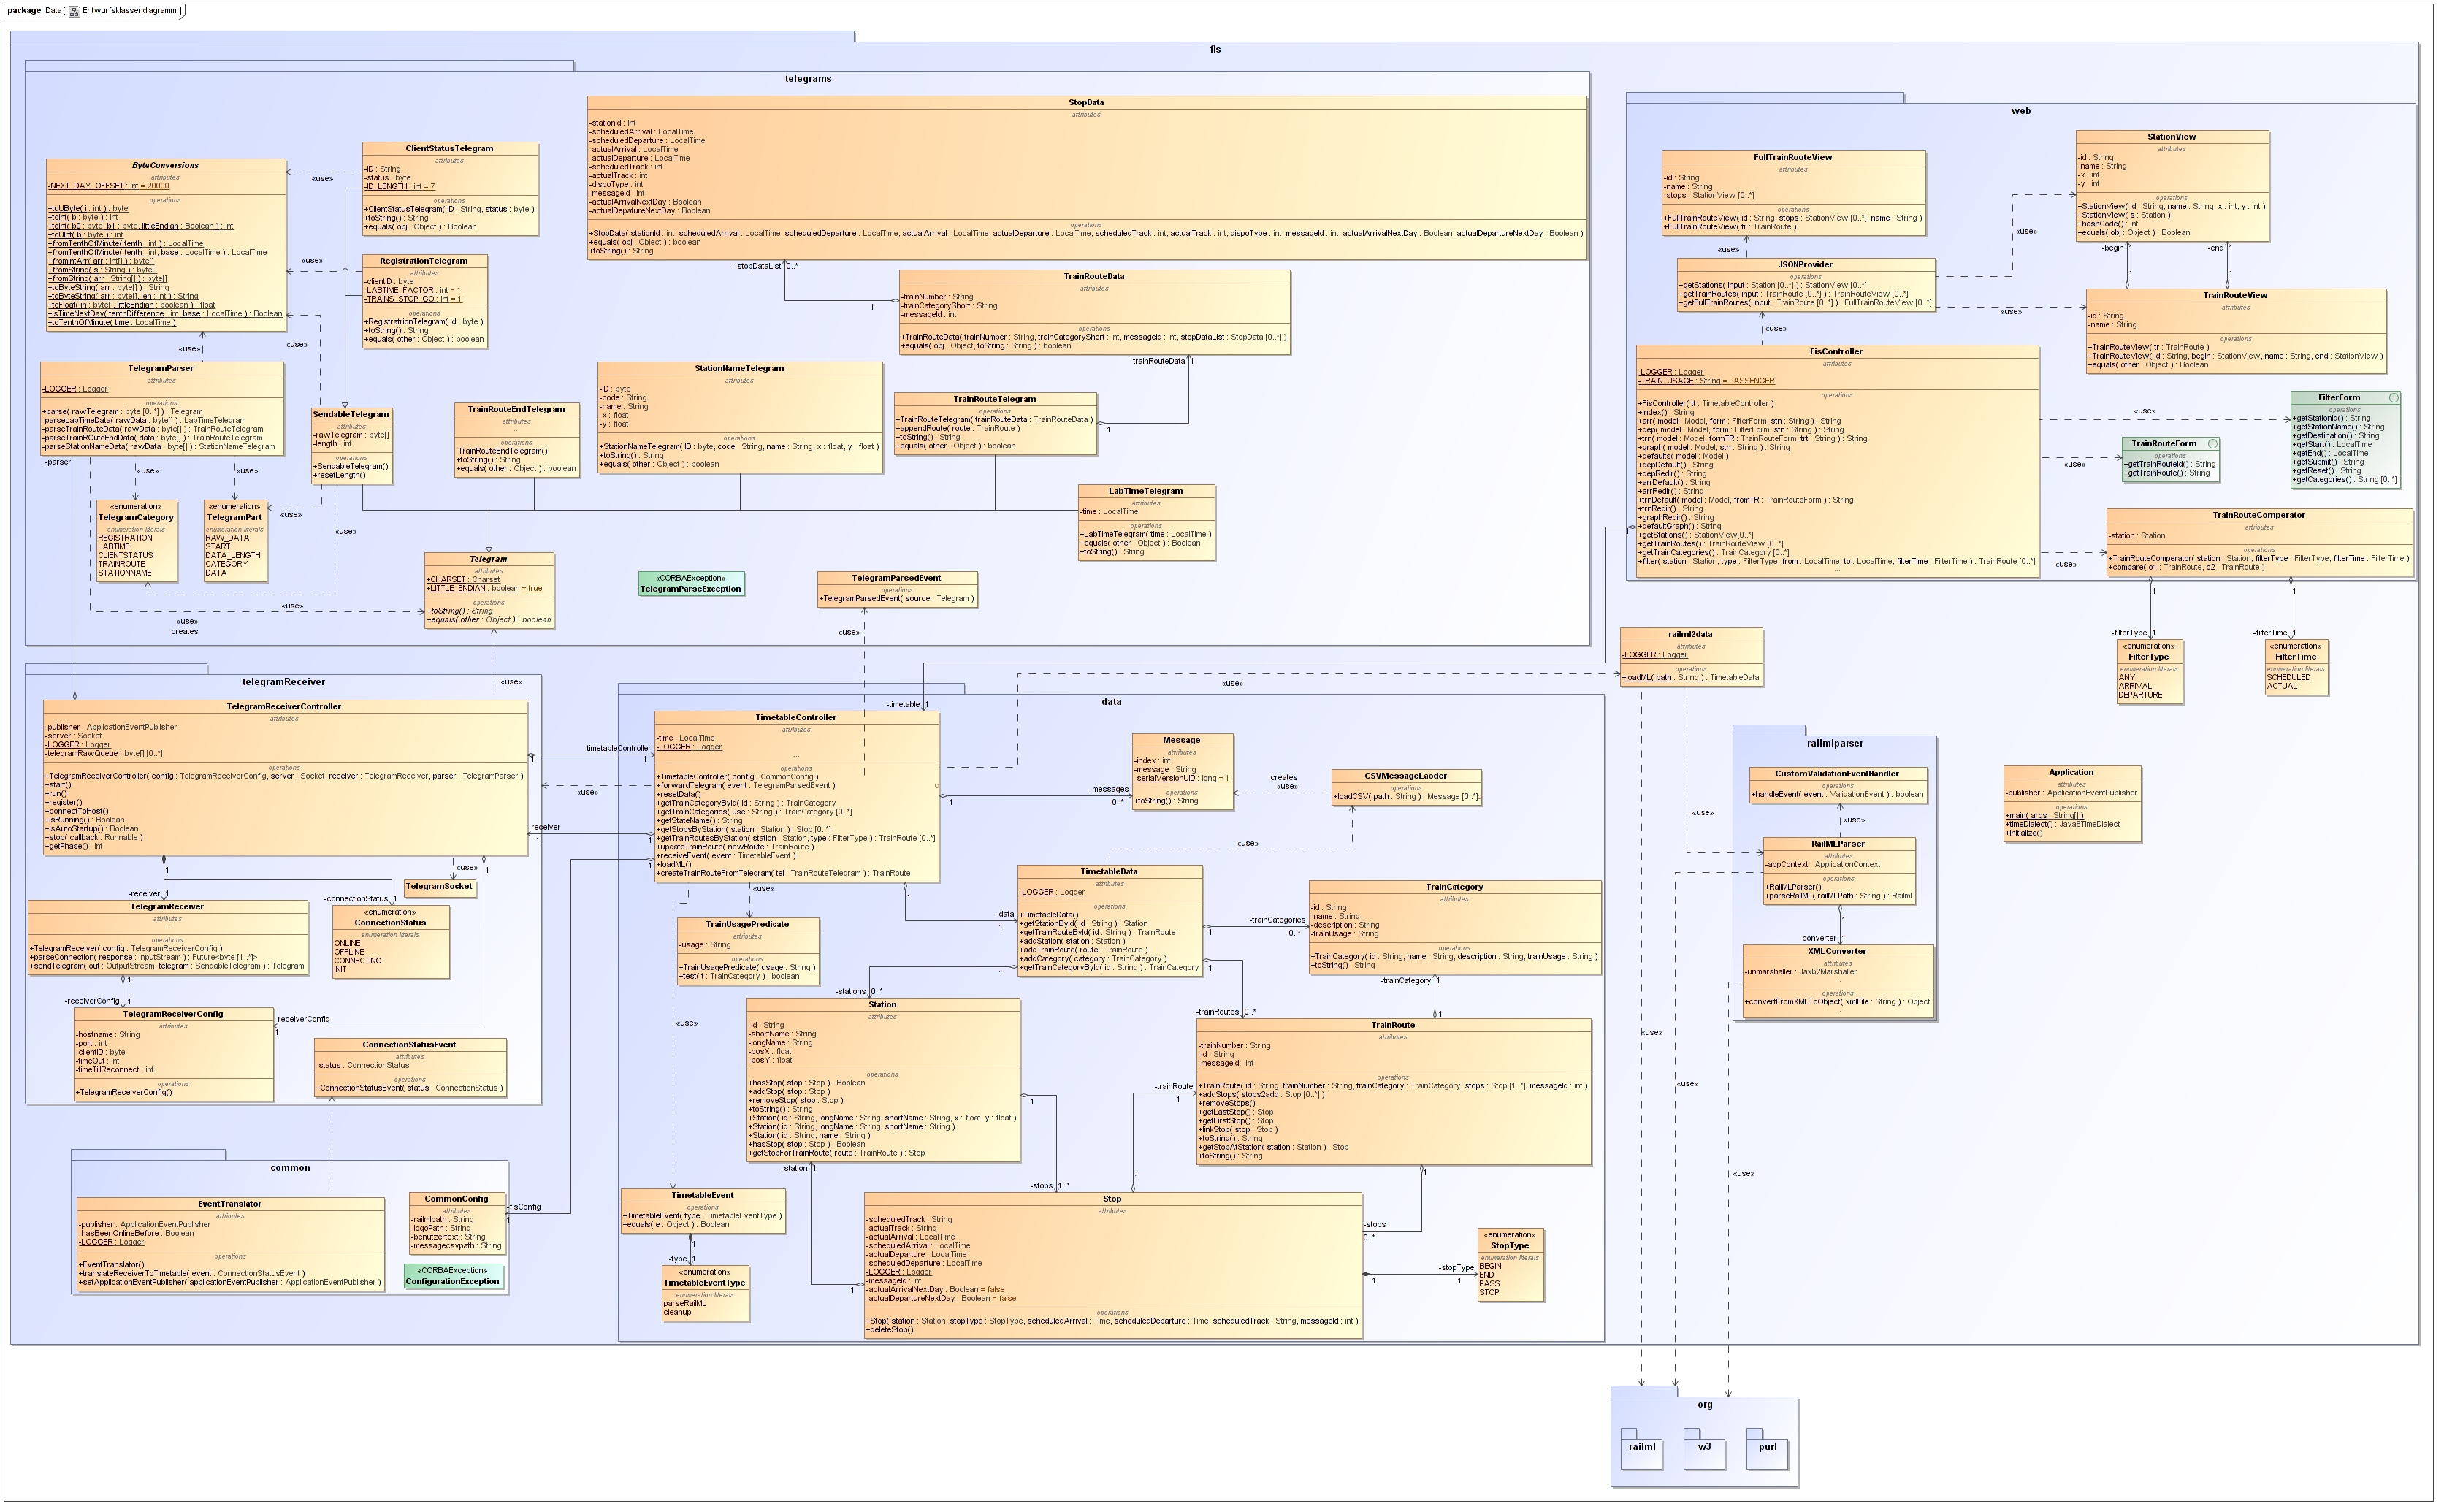 package Data [ Entwurfsklassendiagramm ]
fis
telegrams
StopData
attributes
-stationId : int
-scheduledArrival : LocalTime
-scheduledDeparture : LocalTime
-actualArrival : LocalTime
-actualDeparture : LocalTime
-scheduledTrack : int
-actualTrack : int
-dispoType : int
-messageId : int
-actualArrivalNextDay : Boolean
-actualDepatureNextDay : Boolean
operations
+StopData( stationId : int, scheduledArrival : LocalTime, scheduledDeparture : LocalTime, actualArrival : LocalTime, actualDeparture : LocalTime, scheduledTrack : int, actualTrack : int, dispoType : int, messageId : int, actualArrivalNextDay : Boolean, actualDepartureNextDay : Boolean )
+equals( obj : Object ) : boolean
+toString() : String
ByteConversions
attributes
-NEXT_DAY_OFFSET : int = 20000
operations
+tuUByte( i : int ) : byte
+toInt( b : byte ) : int
+toInt( b0 : byte, b1 : byte, littleEndian : Boolean ) : int
+toUInt( b : byte ) : int
+fromTenthOfMinute( tenth : int ) : LocalTime
+fromTenthOfMinute( tenth : int, base : LocalTime ) : LocalTime
+fromIntArr( arr : int[] ) : byte[]
+fromString( s : String ) : byte[]
+fromString( arr : String[] ) : byte[]
+toByteString( arr : byte[] ) : String
+toByteString( arr : byte[], len : int ) : String
+toFloat( in : byte[], littleEndian : boolean ) : float
+isTimeNextDay( tenthDifference : int, base : LocalTime ) : Boolean
+toTenthOfMinute( time : LocalTime )
ClientStatusTelegram
attributes
-ID : String
-status : byte
-ID_LENGTH : int = 7
operations
+ClientStatusTelegram( ID : String, status : byte )
+toString() : String
+equals( obj : Object ) : Boolean
«use»
RegistrationTelegram
attributes
-clientID : byte
-LABTIME_FACTOR : int = 1
-TRAINS_STOP_GO : int = 1
operations
+RegistrartionTelegram( id : byte )
+toString() : String
+equals( other : Object ) : boolean
«use»
«use»
«use»
-stopDataList 0..*
1
TrainRouteData
attributes
-trainNumber : String
-trainCategoryShort : String
-messageId : int
operations
+TrainRouteData( trainNumber : String, trainCategoryShort : int, messageId : int, stopDataList : StopData [0..*] )
+equals( obj : Object, toString : String ) : boolean
-trainRouteData 1
1
TelegramParser
attributes
-LOGGER : Logger
operations
+parse( rawTelegram : byte [0..*] ) : Telegram
-parseLabTimeData( rawData : byte[] ) : LabTimeTelegram
-parseTrainRouteData( rawData : byte[] ) : TrainRouteTelegram
-parseTrainROuteEndData( data : byte[] ) : TrainRouteTelegram
-parseStationNameData( rawData : byte[] ) : StationNameTelegram
-parser
SendableTelegram
attributes
-rawTelegram : byte[]
-length : int
operations
+SendableTelegram()
+resetLength()
TrainRouteEndTelegram
attributes
...
operations
TrainRouteEndTelegram()
+toString() : String
+equals( other : Object ) : boolean
StationNameTelegram
attributes
-ID : byte
-code : String
-name : String
-x : float
-y : float
operations
+StationNameTelegram( ID : byte, code : String, name : String, x : float, y : float )
+toString() : String
+equals( other : Object ) : boolean
TrainRouteTelegram
operations
+TrainRouteTelegram( trainRouteData : TrainRouteData )
+appendRoute( route : TrainRoute )
+toString() : String
+equals( other : Object ) : boolean
LabTimeTelegram
attributes
-time : LocalTime
operations
+LabTimeTelegram( time : LocalTime )
+equals( other : Object ) : Boolean
+toString() : String
«use»
«use»
«use»
«use»
«enumeration»
TelegramCategory
enumeration literals
REGISTRATION
LABTIME
CLIENTSTATUS
TRAINROUTE
STATIONNAME
«enumeration»
TelegramPart
enumeration literals
RAW_DATA
START
DATA_LENGTH
CATEGORY
DATA
Telegram
attributes
+CHARSET : Charset
+LITTLE_ENDIAN : boolean = true
operations
+toString() : String
+equals( other : Object ) : boolean
«use»
«use»
creates
«CORBAException»
TelegramParseException
TelegramParsedEvent
operations
+TelegramParsedEvent( source : Telegram )
«use»
«use»
web
FullTrainRouteView
attributes
-id : String
-name : String
-stops : StationView [0..*]
operations
+FullTrainRouteView( id : String, stops : StationView [0..*], name : String )
+FullTrainRouteView( tr : TrainRoute )
StationView
attributes
-id : String
-name : String
-x : int
-y : int
operations
+StationView( id : String, name : String, x : int, y : int )
+StationView( s : Station )
+hashCode() : int
+equals( obj : Object ) : Boolean
«use»
«use»
-begin 1
-end 1
1
1
JSONProvider
operations
+getStations( input : Station [0..*] ) : StationView [0..*]
+getTrainRoutes( input : TrainRoute [0..*] ) : TrainRouteView [0..*]
+getFullTrainRoutes( input : TrainRoute [0..*] ) : FullTrainRouteView [0..*]
«use»
«use»
TrainRouteView
attributes
-id : String
-name : String
operations
+TrainRouteView( tr : TrainRoute )
+TrainRouteView( id : String, begin : StationView, name : String, end : StationView )
+equals( other : Object ) : Boolean
FisController
attributes
-LOGGER : Logger
-TRAIN_USAGE : String = PASSENGER
operations
+FisController( tt : TimetableController )
+index() : String
+arr( model : Model, form : FilterForm, stn : String ) : String
+dep( model : Model, form : FilterForm, stn : String ) : String
+trn( model : Model, formTR : TrainRouteForm, trt : String ) : String
+graph( model : Model, stn : String ) : String
+defaults( model : Model )
+depDefault() : String
+depRedir() : String
+arrDefault() : String
+arrRedir() : String
+trnDefault( model : Model, fromTR : TrainRouteForm ) : String
+trnRedir() : String
+graphRedir() : String
+defaultGraph() : String
+getStations() : StationView[0..*]
+getTrainRoutes() : TrainRouteView [0..*]
+getTrainCategories() : TrainCategory [0..*]
+filter( station : Station, type : FilterType, from : LocalTime, to : LocalTime, filterTime : FilterTime ) : TrainRoute [0..*]
...
1
«use»
«use»
FilterForm
operations
+getStationId() : String
+getStationName() : String
+getDestination() : String
+getStart() : LocalTime
+getEnd() : LocalTime
+getSubmit() : String
+getReset() : String
+getCategories() : String [0..*]
TrainRouteForm
operations
+getTrainRouteId() : String
+getTrainRoute() : String
TrainRouteComperator
attributes
-station : Station
operations
+TrainRouteComperator( station : Station, filterType : FilterType, filterTime : FilterTime )
+compare( o1 : TrainRoute, o2 : TrainRoute )
«use»
1
1
-filterType 1
-filterTime 1
«enumeration»
FilterType
enumeration literals
ANY
ARRIVAL
DEPARTURE
«enumeration»
FilterTime
enumeration literals
SCHEDULED
ACTUAL
railml2data
attributes
-LOGGER : Logger
operations
+loadML( path : String ) : TimetableData
telegramReceiver
TelegramReceiverController
attributes
-publisher : ApplicationEventPublisher
-server : Socket
-LOGGER : Logger
-telegramRawQueue : byte[] [0..*]
operations
+TelegramReceiverController( config : TelegramReceiverConfig, server : Socket, receiver : TelegramReceiver, parser : TelegramParser )
+start()
+run()
+register()
+connectToHost()
+isRunning() : Boolean
+isAutoStartup() : Boolean
+stop( callback : Runnable )
+getPhase() : int
1
1
«use»
1
-receiver 1
-connectionStatus 1
TelegramSocket
TelegramReceiver
attributes
...
operations
+TelegramReceiver( config : TelegramReceiverConfig )
+parseConnection( response : InputStream ) : Future<byte [1..*]>
+sendTelegram( out : OutputStream, telegram : SendableTelegram ) : Telegram
«enumeration»
ConnectionStatus
enumeration literals
ONLINE
OFFLINE
CONNECTING
INIT
1
-receiverConfig 1
TelegramReceiverConfig
attributes
-hostname : String
-port : int
-clientID : byte
-timeOut : int
-timeTillReconnect : int
operations
+TelegramReceiverConfig()
-receiverConfig
1
ConnectionStatusEvent
attributes
-status : ConnectionStatus
operations
+ConnectionStatusEvent( status : ConnectionStatus )
common
EventTranslator
attributes
-publisher : ApplicationEventPublisher
-hasBeenOnlineBefore : Boolean
-LOGGER : Logger
operations
+EventTranslator()
+translateReceiverToTimetable( event : ConnectionStatusEvent )
+setApplicationEventPublisher( applicationEventPublisher : ApplicationEventPublisher )
CommonConfig
attributes
-railmlpath : String
-logoPath : String
-benutzertext : String
-messagecsvpath : String
«CORBAException»
ConfigurationException
-fisConfig
1
data
-timetable 1
-timetableController
1
1
«use»
-receiver
1
1
1
TimetableController
attributes
-time : LocalTime
-LOGGER : Logger
...
operations
+TimetableController( config : CommonConfig )
+forwardTelegram( event : TelegramParsedEvent )
+resetData()
+getTrainCategoryById( id : String ) : TrainCategory
+getTrainCategories( use : String ) : TrainCategory [0..*]
+getStateName() : String
+getStopsByStation( station : Station ) : Stop [0..*]
+getTrainRoutesByStation( station : Station, type : FilterType ) : TrainRoute [0..*]
+updateTrainRoute( newRoute : TrainRoute )
+receiveEvent( event : TimetableEvent )
+loadML()
+createTrainRouteFromTelegram( tel : TrainRouteTelegram ) : TrainRoute
«use»
1
-messages
0..*
Message
attributes
-index : int
-message : String
-serialVersionUID : long = 1
operations
+toString() : String
creates
«use»
CSVMessageLaoder
operations
+loadCSV( path : String ) : Message [0..*]
«use»
«use»
1
-data
1
TrainUsagePredicate
attributes
-usage : String
operations
+TrainUsagePredicate( usage : String )
+test( t : TrainCategory ) : boolean
TimetableData
attributes
-LOGGER : Logger
operations
+TimetableData()
+getStationById( id : String ) : Station
+getTrainRouteById( id : String ) : TrainRoute
+addStation( station : Station )
+addTrainRoute( route : TrainRoute )
+addCategory( category : TrainCategory )
+getTrainCategoryById( id : String ) : TrainCategory
1
-trainCategories
0..*
TrainCategory
attributes
-id : String
-name : String
-description : String
-trainUsage : String
operations
+TrainCategory( id : String, name : String, description : String, trainUsage : String )
+toString() : String
1
-stations 0..*
1
-trainRoutes 0..*
-trainCategory 1
1
«use»
Station
attributes
-id : String
-shortName : String
-longName : String
-posX : float
-posY : float
operations
+hasStop( stop : Stop ) : Boolean
+addStop( stop : Stop )
+removeStop( stop : Stop )
+toString() : String
+Station( id : String, longName : String, shortName : String, x : float, y : float )
+Station( id : String, longName : String, shortName : String )
+Station( id : String, name : String )
+hasStop( stop : Stop ) : Boolean
+getStopForTrainRoute( route : TrainRoute ) : Stop
TrainRoute
attributes
-trainNumber : String
-id : String
-messageId : int
operations
+TrainRoute( id : String, trainNumber : String, trainCategory : TrainCategory, stops : Stop [1..*], messageId : int )
+addStops( stops2add : Stop [0..*] )
+removeStops()
+getLastStop() : Stop
+getFirstStop() : Stop
+linkStop( stop : Stop )
+toString() : String
+getStopAtStation( station : Station ) : Stop
+toString() : String
1
-trainRoute
1
-station 1
-stops 1..*
1
1
TimetableEvent
operations
+TimetableEvent( type : TimetableEventType )
+equals( e : Object ) : Boolean
1
-type 1
«enumeration»
TimetableEventType
enumeration literals
parseRailML
cleanup
Stop
attributes
-scheduledTrack : String
-actualTrack : String
-actualArrival : LocalTime
-scheduledArrival : LocalTime
-actualDeparture : LocalTime
-scheduledDeparture : LocalTime
-LOGGER : Logger
-messageId : int
-actualArrivalNextDay : Boolean = false
-actualDepartureNextDay : Boolean = false
operations
+Stop( station : Station, stopType : StopType, scheduledArrival : Time, scheduledDeparture : Time, scheduledTrack : String, messageId : int )
+deleteStop()
1
-stops
0..*
1
-stopType
1
1
«enumeration»
StopType
enumeration literals
BEGIN
END
PASS
STOP
railmlparser
CustomValidationEventHandler
operations
+handleEvent( event : ValidationEvent ) : boolean
«use»
RailMLParser
attributes
-appContext : ApplicationContext
operations
+RailMLParser()
+parseRailML( railMLPath : String ) : Railml
1
-converter 1
XMLConverter
attributes
-unmarshaller : Jaxb2Marshaller
...
operations
+convertFromXMLToObject( xmlFile : String ) : Object
...
Application
attributes
-publisher : ApplicationEventPublisher
operations
+main( args : String[] )
+timeDialect() : Java8TimeDialect
+initialize()
«use»
«use»
«use»
org
railml
w3
purl